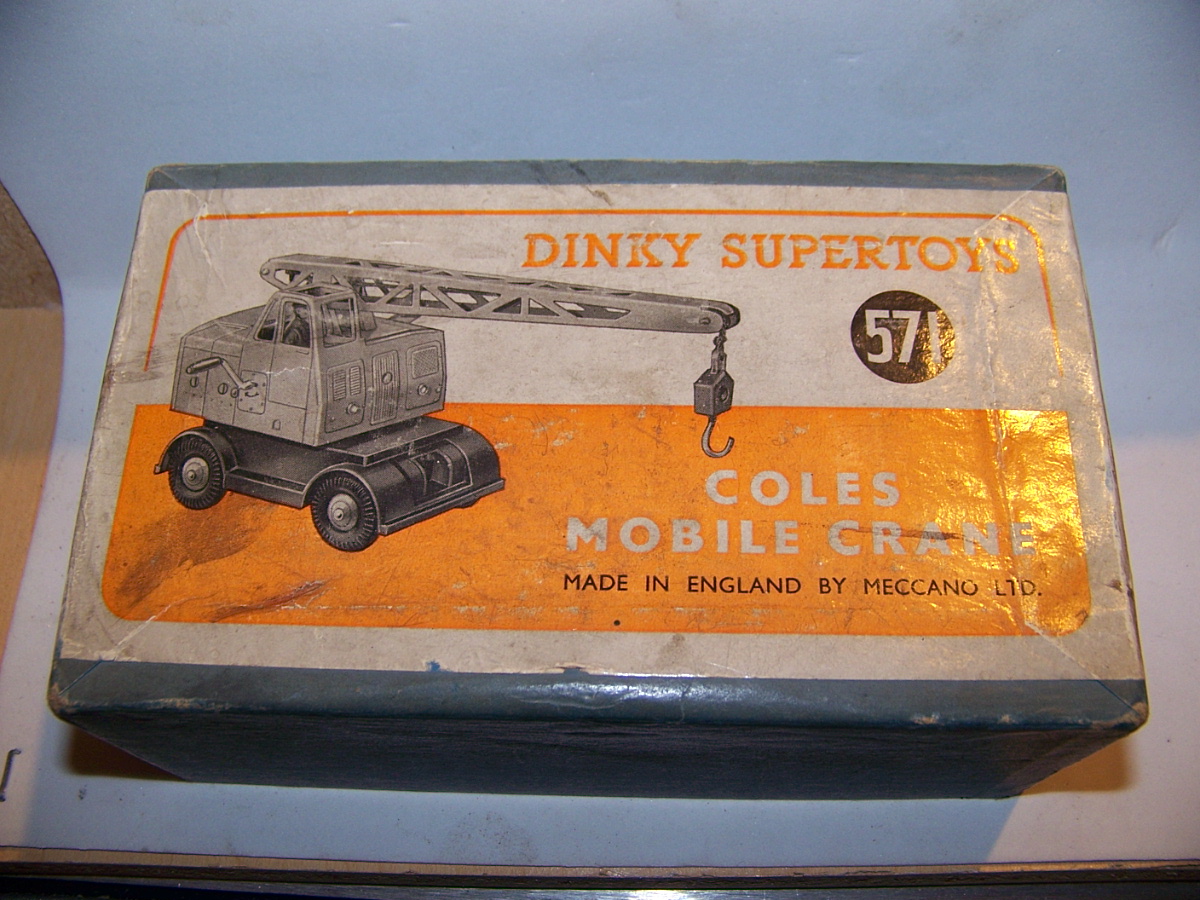 DINKY SUPERTOYS
571
COLES
MOBILE CRANE
MADE IN ENGLAND BY MECCANO LTD.